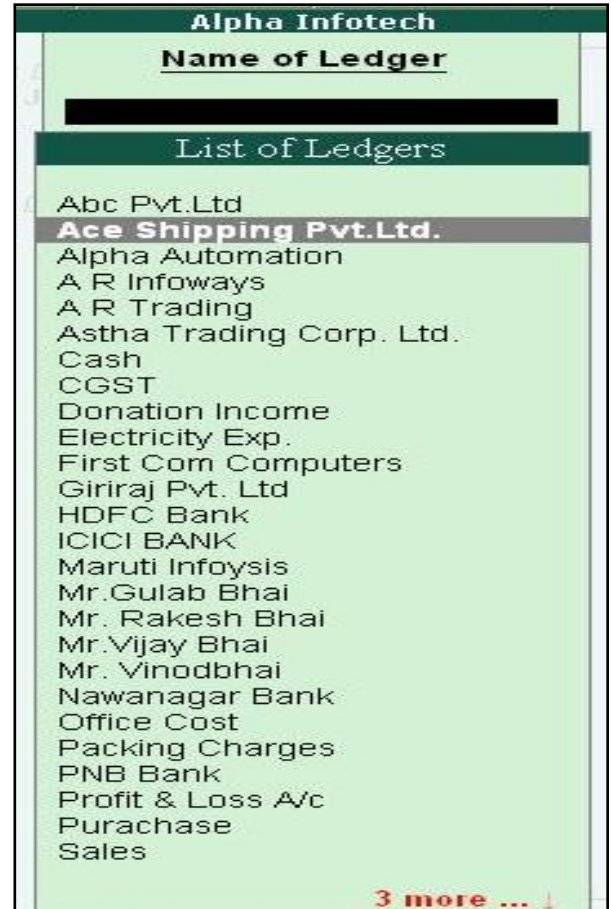 Alpha Infotech
Name of Ledger
List of Ledgers
Abc Pvt.Ltd
Ace Shipping Pvt.Ltd.
Alpha Automation
A R Infoways
A R Trading
Astha Trading Corp. Ltd.
Cash
CGST
Donation Income
Electricity Exp.
First Com Computers
Giriraj Pvt. Ltd
HDFC Bank
ICICI BANK
Maruti Infoysis
Mr.Gulab Bhai
Mr. Rakesh Bhai
Mr.Vijay Bhai
Mr. Vinodbhai
Nawanagar Bank
Office Cost
Packing Charges
PNB Bank
Profit & Loss A/c
Purachase
Sales
3 more ... ↓